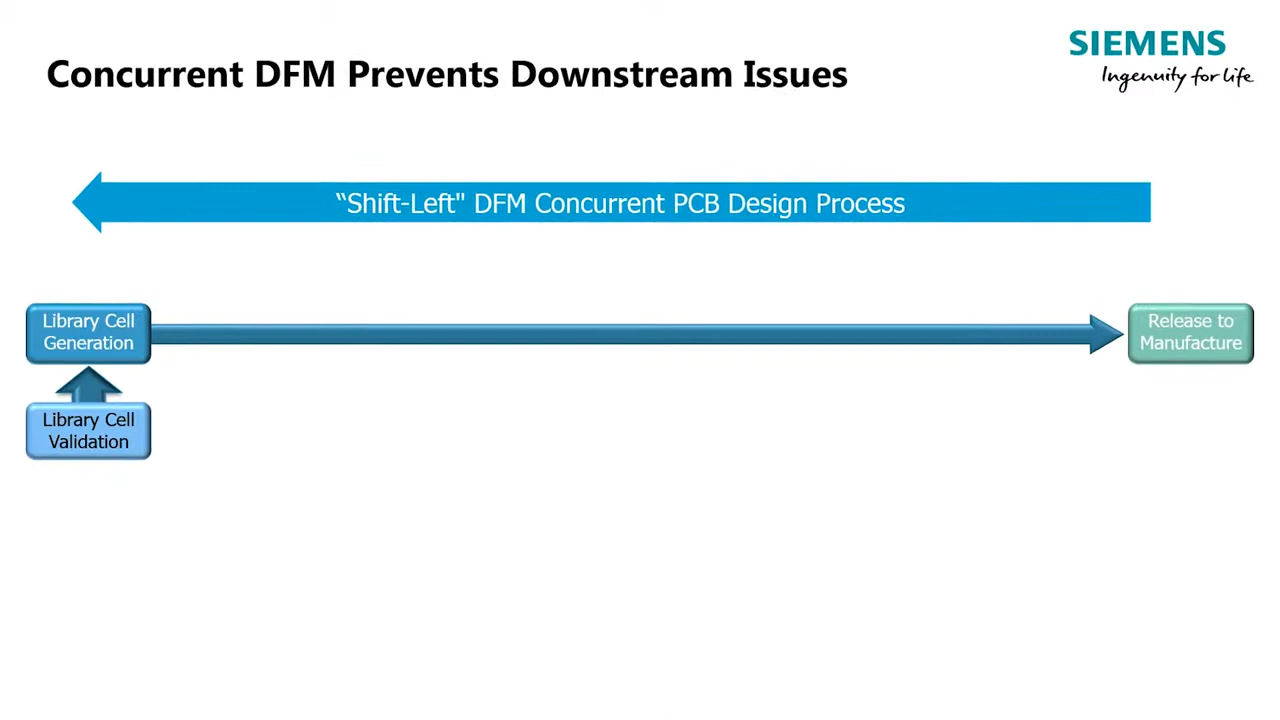 SIEMENS
Ingenuity for life
Concurrent DFM Prevents Downstream Issues
“Shift-Left" DFM Concurrent PCB Design Process
Library Cell
Generation
Release to
Manufacture
Library Cell
Validation